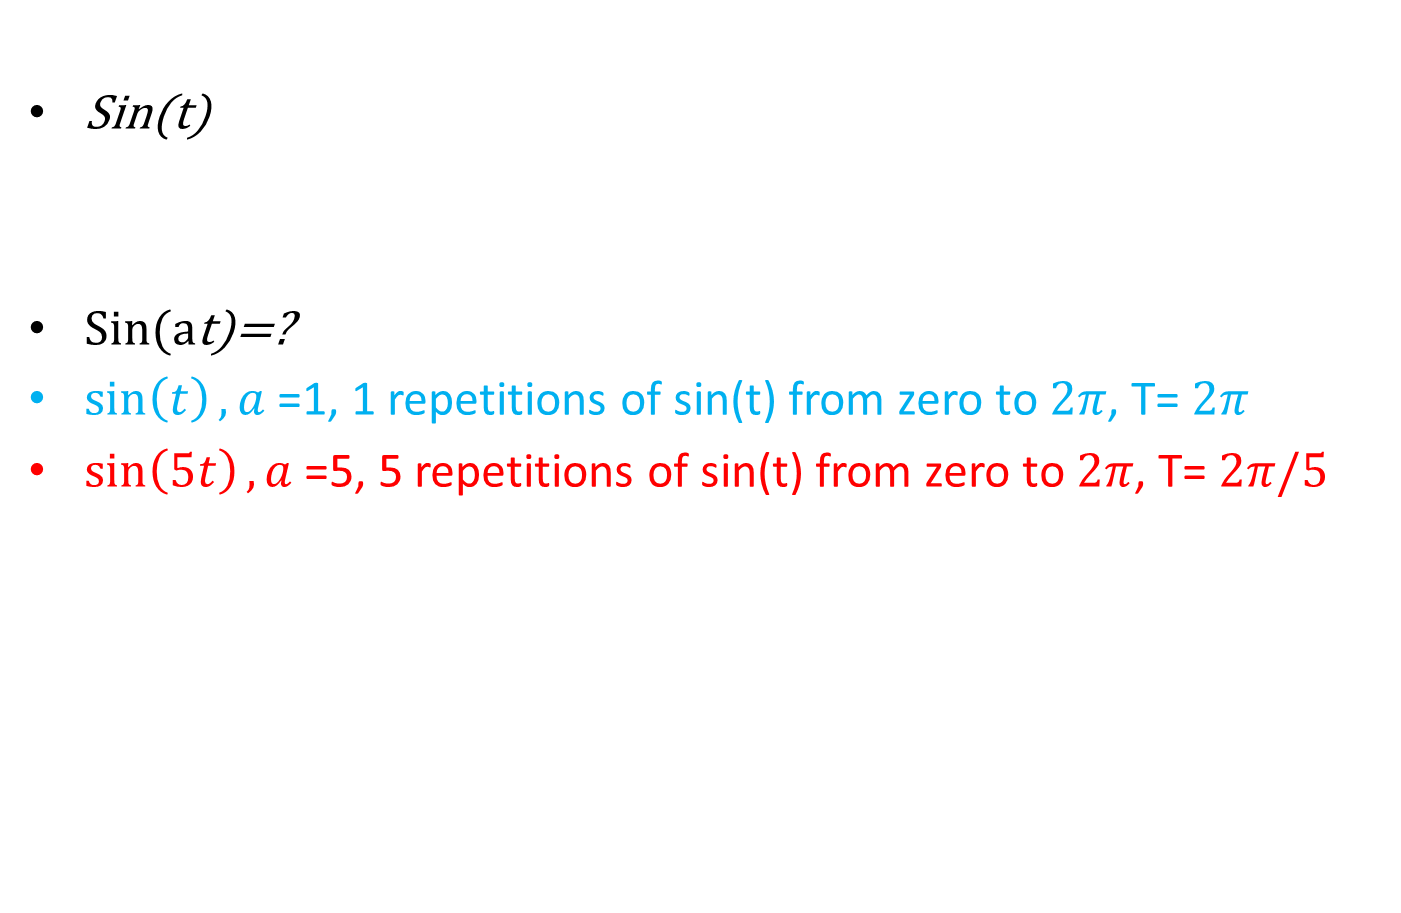 • Sin(t)
• Sin(at)=?
• sin(t), a =1, 1 repetitions of sin(t) from zero to 2π, T= 2π
• sin(5t), a =5, 5 repetitions of sin(t) from zero to 2π, T= 2π/5